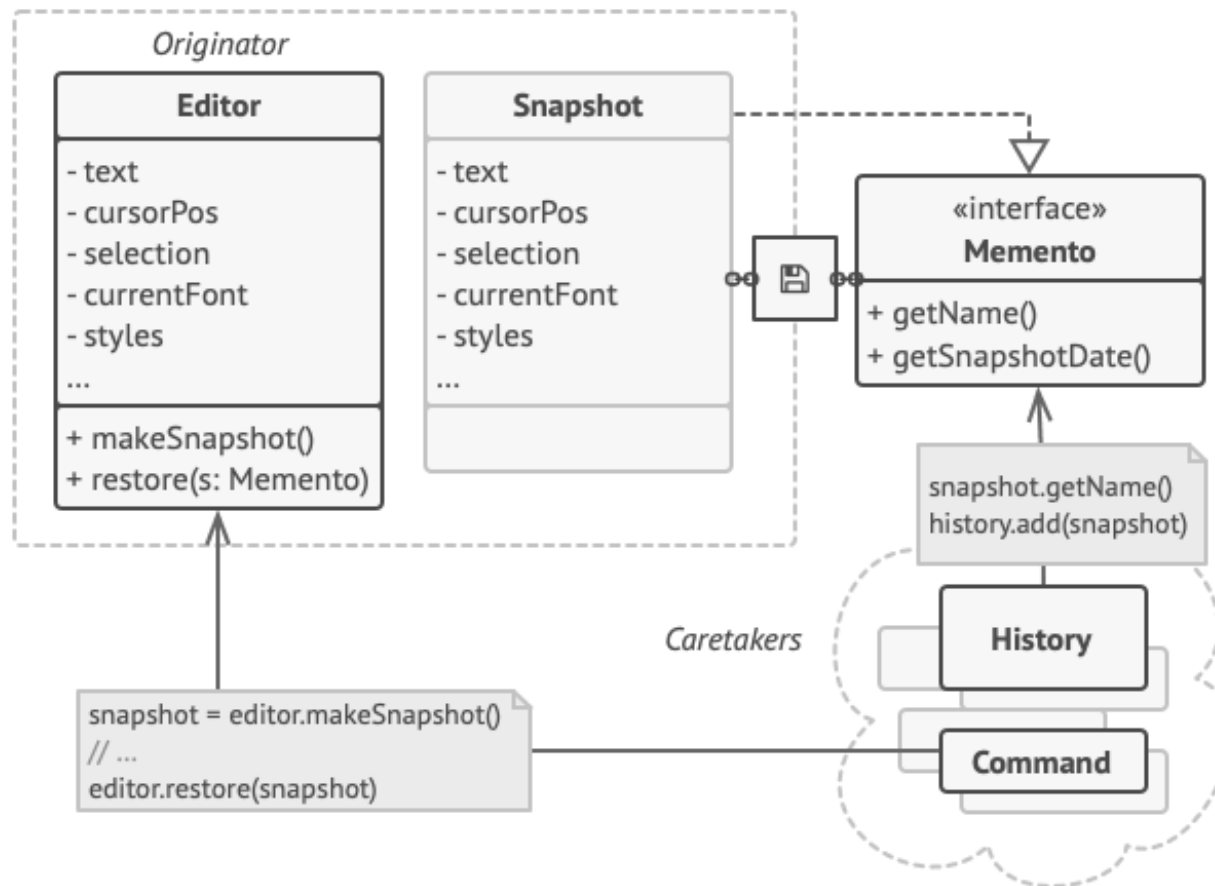 Originator
Editor
- text
- cursorPos
- selection
- currentFont
- styles
...
+ makeSnapshot()
+ restore(s: Memento)
Snapshot
- text
- cursorPos
- selection
- currentFont
- styles
...
«interface»
Memento
+ getName()
+ getSnapshotDate()
snapshot.getName()
history.add(snapshot)
Caretakers
History
Command
snapshot = editor.makeSnapshot()
// ...
editor.restore(snapshot)